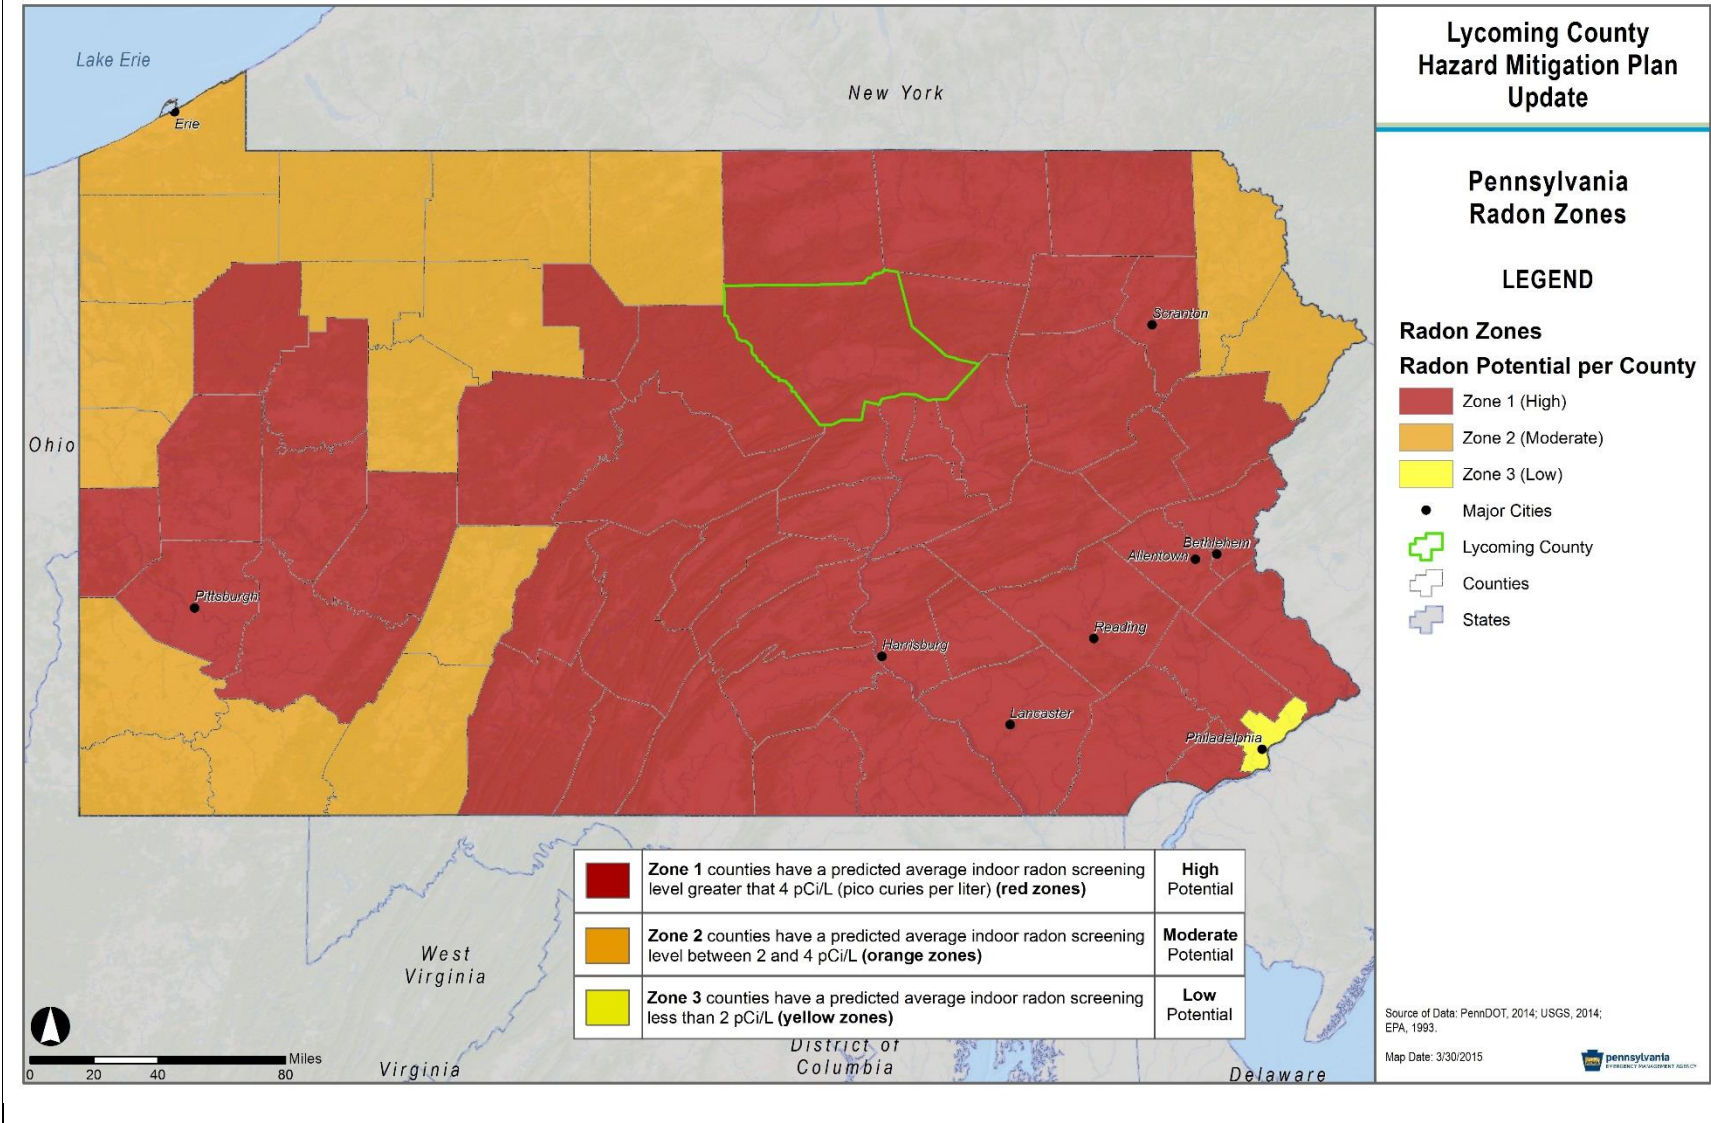 Lake Erie
New York
Erie
Scranton
Ohio
Bethlehem
Allentown
Pittsburgh
Reading
Harrisburg
Lancaster
Philadelphia
West
Virginia
Virginia
District of
Columbia
Delaware
Zone 1 counties have a predicted average indoor radon screening
level greater that 4 pCi/L (pico curies per liter) (red zones)
High
Potential
Zone 2 counties have a predicted average indoor radon screening
level between 2 and 4 pCi/L (orange zones)
Moderate
Potential
Zone 3 counties have a predicted average indoor radon screening
less than 2 pCi/L (yellow zones)
Low
Potential
Miles
0 20 40 80
Lycoming County
Hazard Mitigation Plan
Update
Pennsylvania
Radon Zones
LEGEND
Radon Zones
Radon Potential per County
Zone 1 (High)
Zone 2 (Moderate)
Zone 3 (Low)
Major Cities
Lycoming County
Counties
States
Source of Data: PennDOT, 2014; USGS, 2014;
EPA, 1993.
Map Date: 3/30/2015
pennsylvania
EMERGENCY MANAGEMENT AGENCY